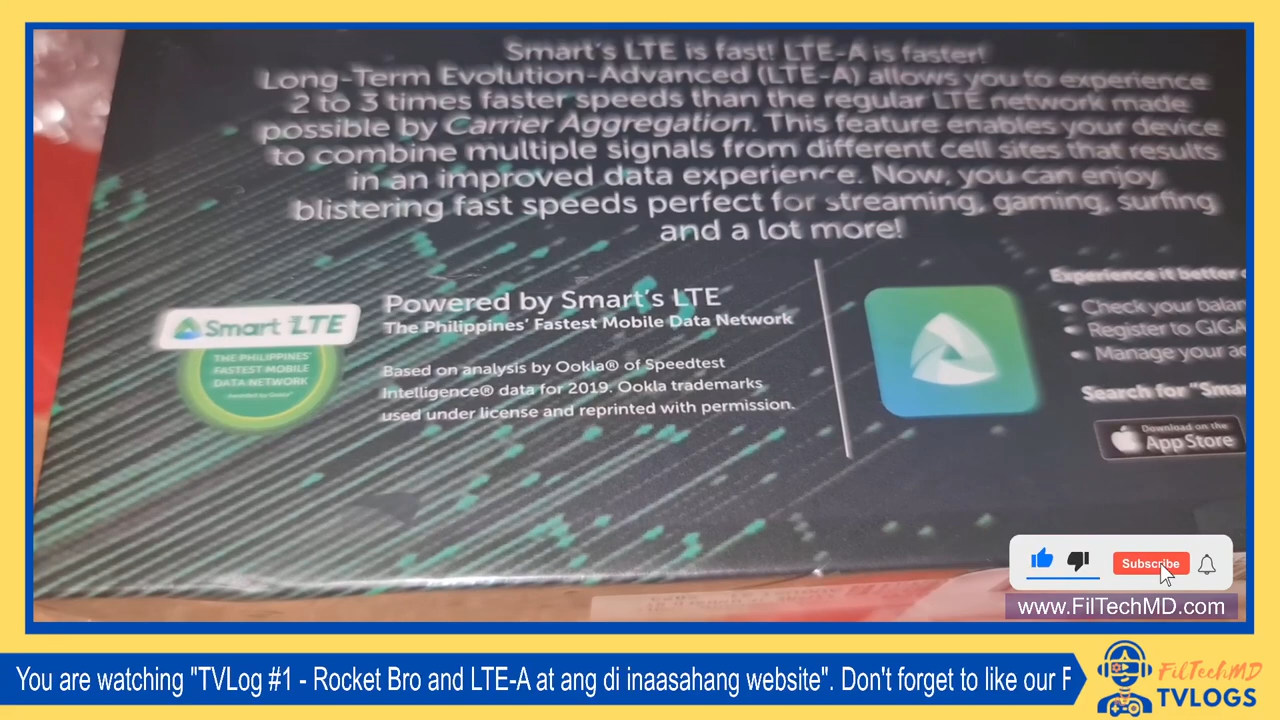 Smart's LTE is fast! LTE-A is faster!
Long-Term Evolution-Advanced (LTE-A) allows you to experience
2 to 3 times faster speeds than the regular LTE network made
possible by Carrier Aggregation. This feature enables your device
to combine multiple signals from different cell sites that results
in an improved data experience. Now, you can enjoy
blistering fast speeds perfect for streaming, gaming, surfing
and a lot more!
Smart LTE
THE PHILIPPINES'
FASTEST MOBILE
DATA NETWORK
Powered by Smart's LTE
The Philippines' Fastest Mobile Data Network
Based on analysis by Ookla® of Speedtest
Intelligence® data for 2019. Ookla trademarks
used under license and reprinted with permission.
Experience it better
• Check your balan
• Register to GIGA
• Manage your ac
Search for "Smar
Download on the
App Store
Subscribe
www.FilTechMD.com
You are watching "TVLog #1 - Rocket Bro and LTE-A at ang di inaasahang website". Don't forget to like our F
FilTechMD
TVLOGS